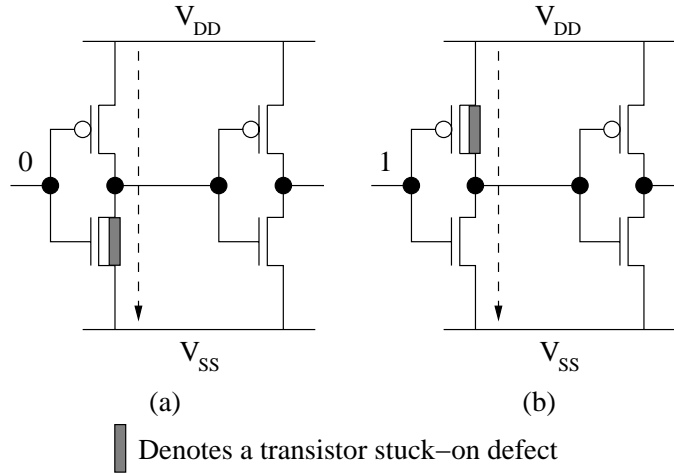 V_DD V_DD
0 1
V_SS V_SS
(a) (b)
Denotes a transistor stuck-on defect